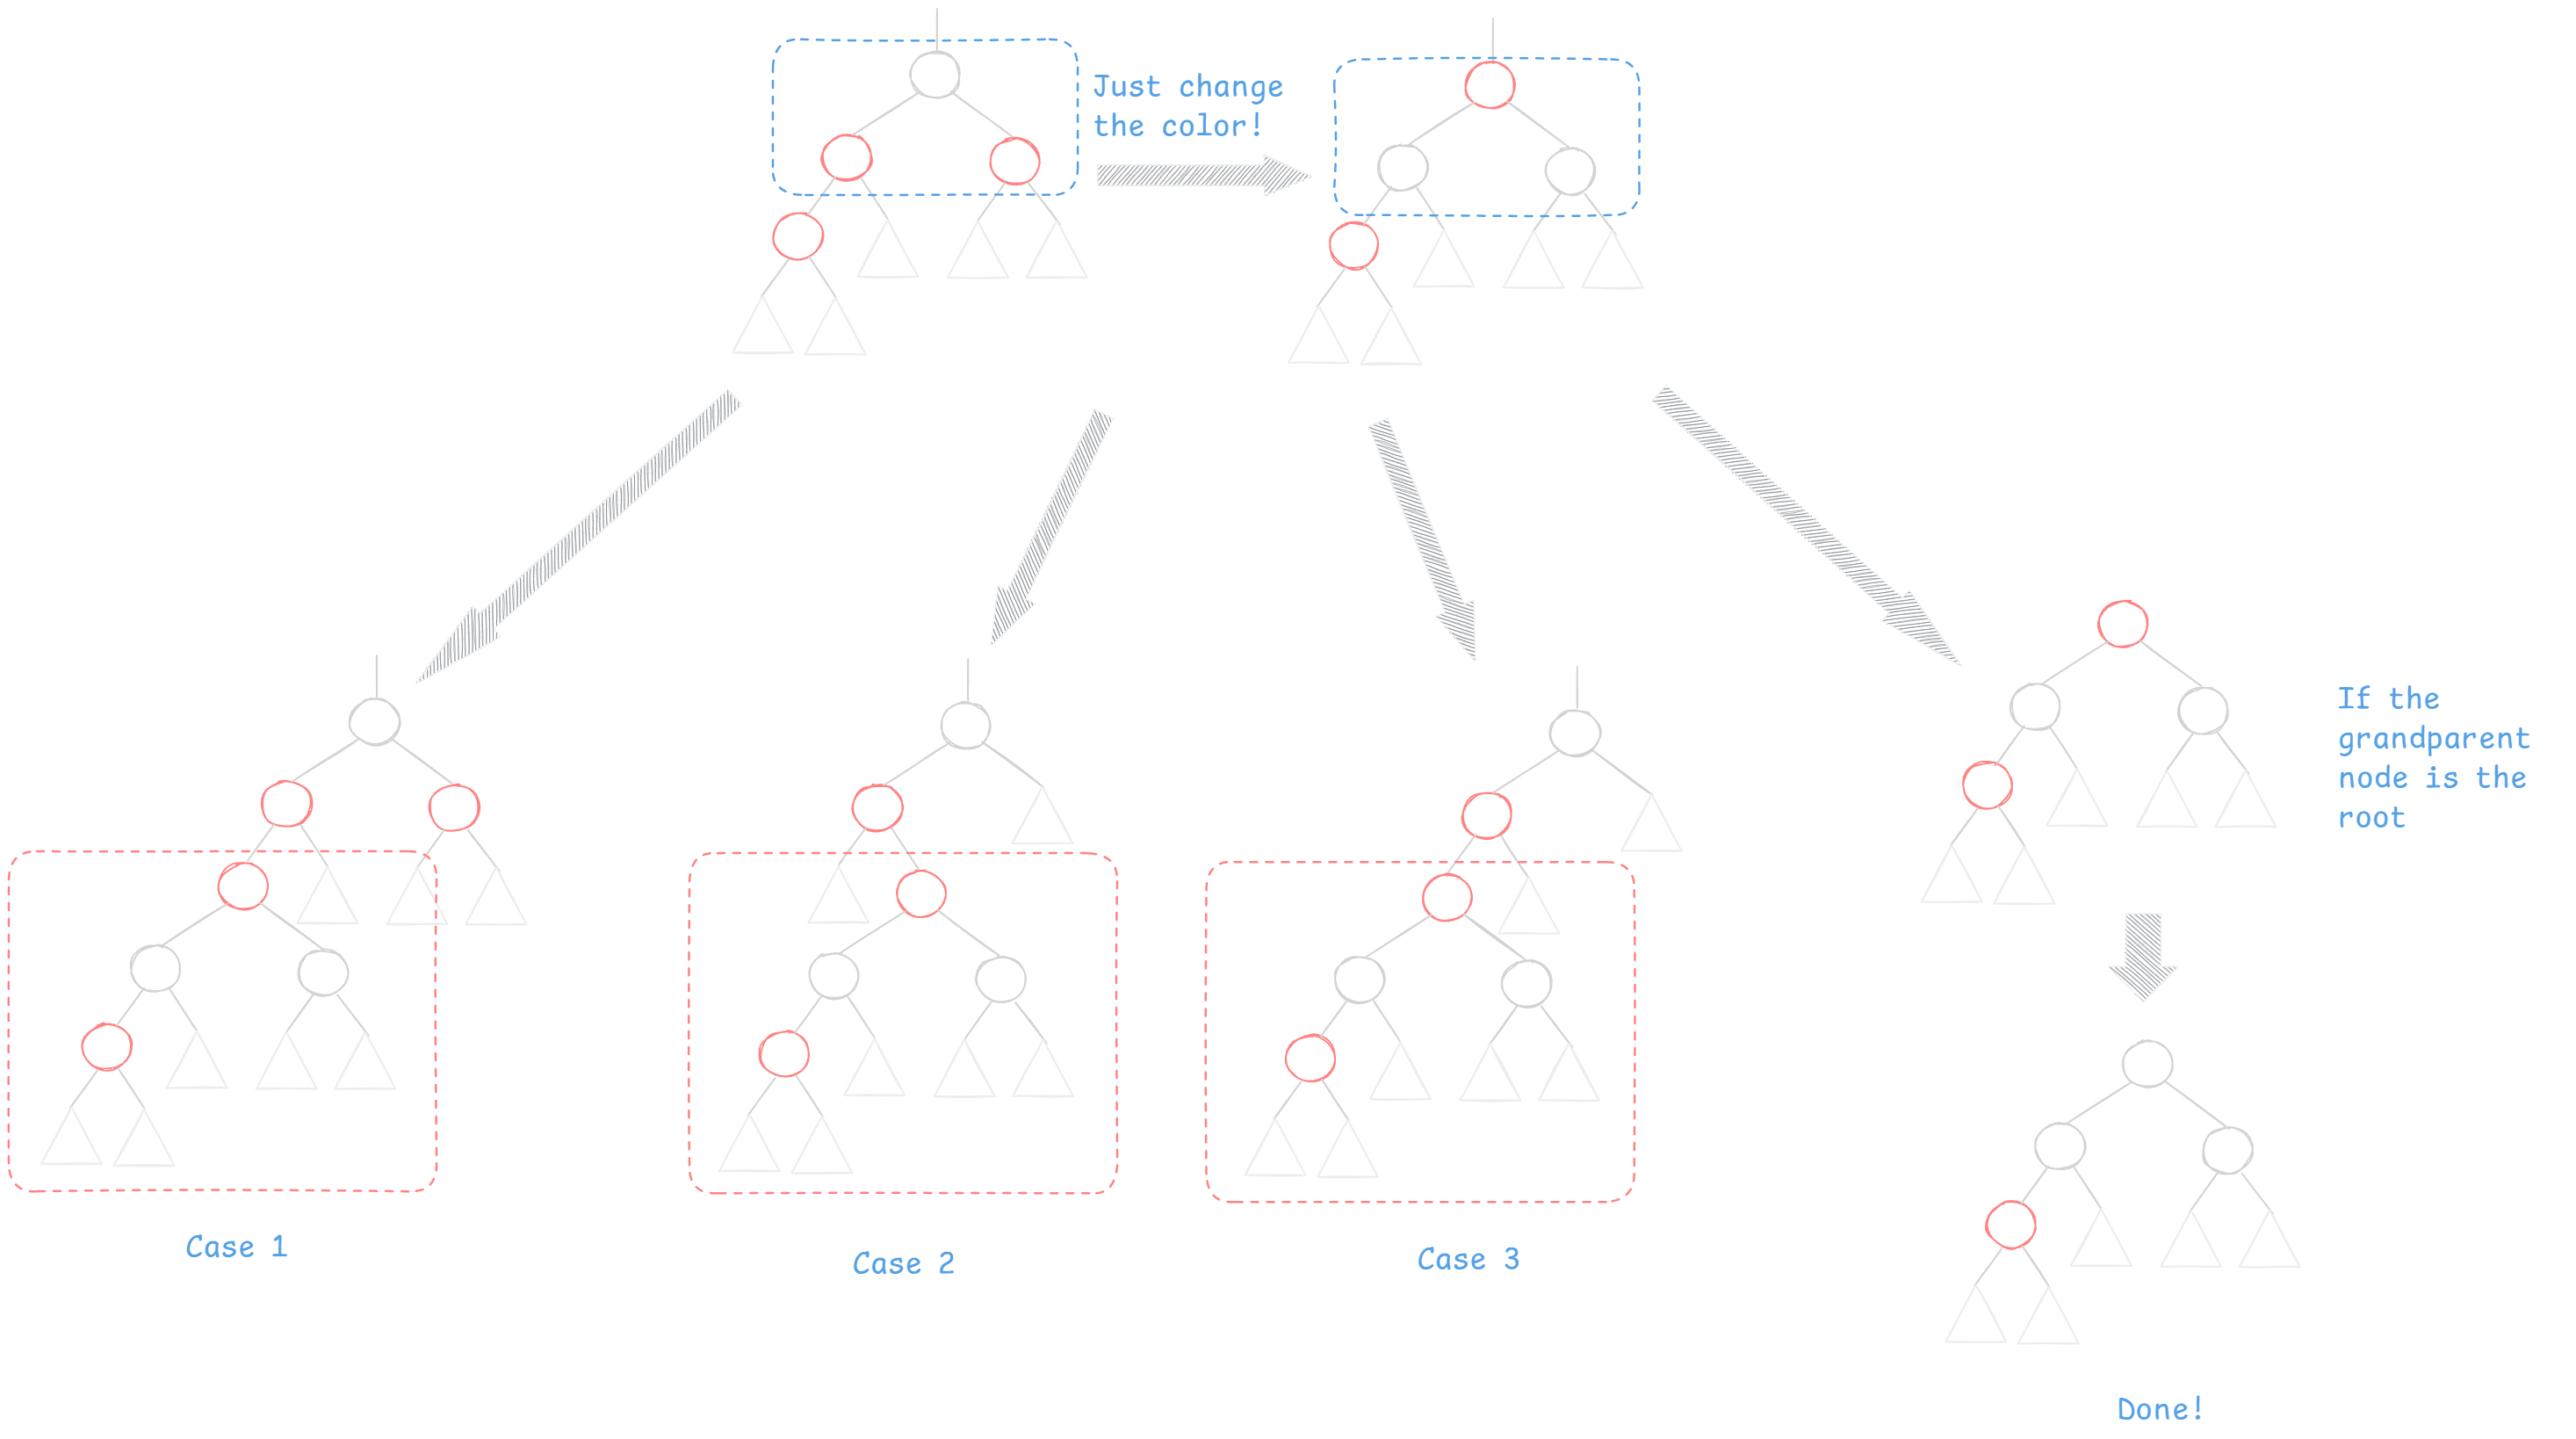 Just change
the color!
If the
grandparent
node is the
root
Case 1
Case 2
Case 3
Done!